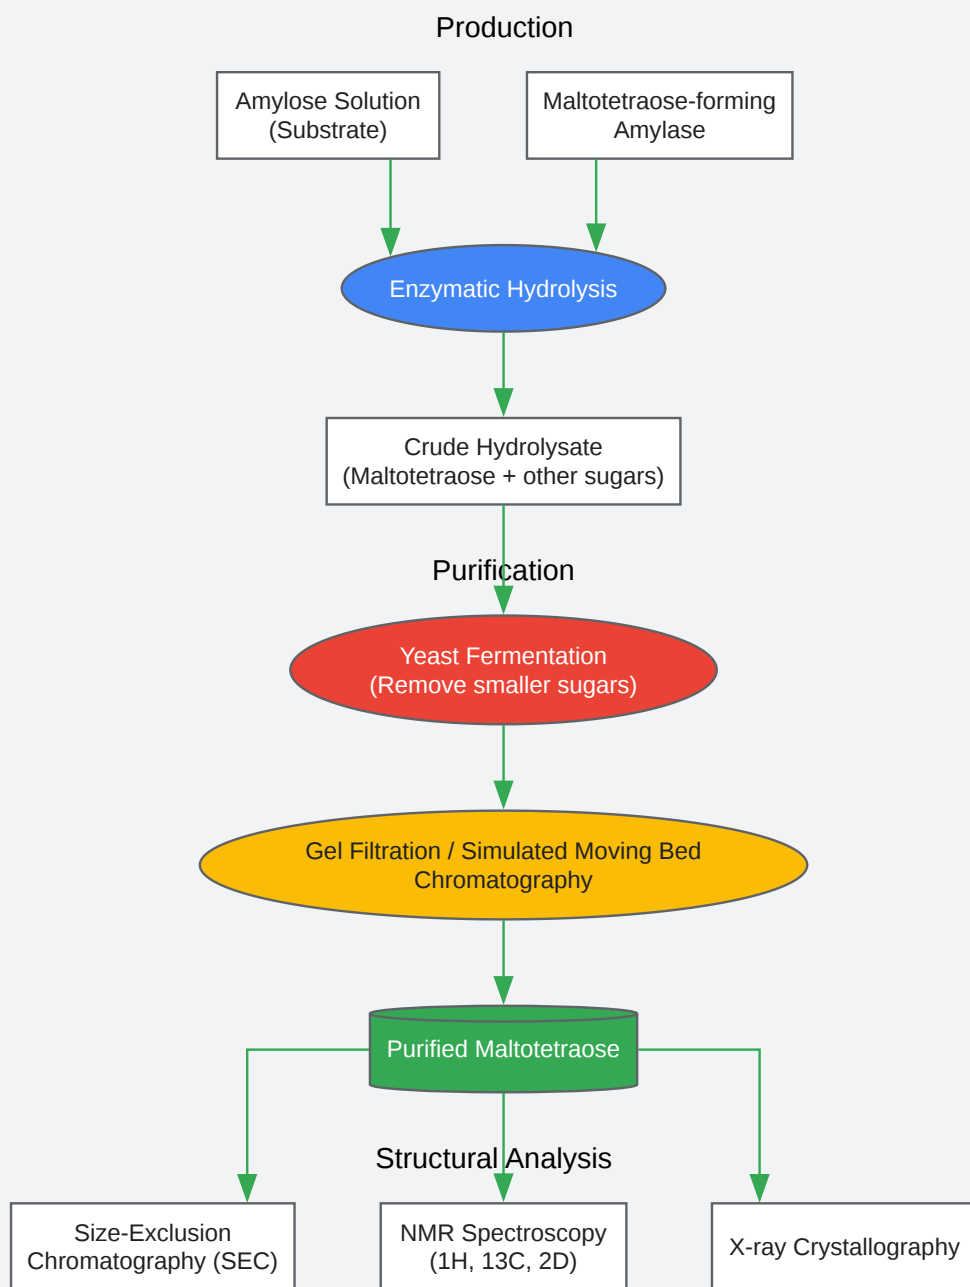 Production
Amylose Solution
(Substrate)
Maltotetraose-forming
Amylase
Enzymatic Hydrolysis
Crude Hydrolysate
(Maltotetraose + other sugars)
Purification
Yeast Fermentation
(Remove smaller sugars)
Gel Filtration / Simulated Moving Bed
Chromatography
Purified Maltotetraose
Structural Analysis
Size-Exclusion
Chromatography (SEC)
NMR Spectroscopy
(1H, 13C, 2D)
X-ray Crystallography